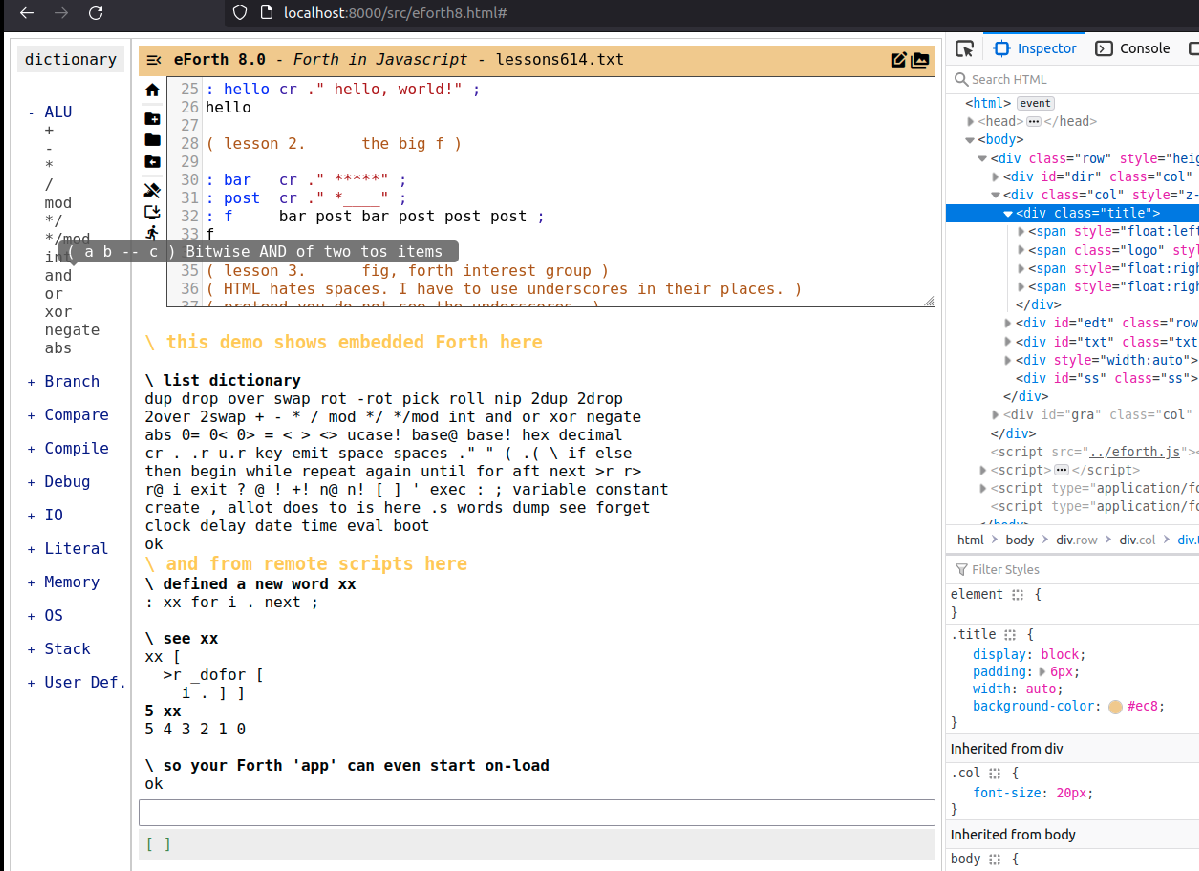 localhost:8000/src/eforth8.html#
dictionary
- ALU
+
-
*
/
mod
*/
*/mod
and
or
xor
negate
abs
+ Branch
+ Compare
+ Compile
+ Debug
+ IO
+ Literal
+ Memory
+ OS
+ Stack
+ User Def.
( a b -- c ) Bitwise AND of two tos items
eForth 8.0 - Forth in Javascript - lessons614.txt
25 : hello cr ." hello, world!" ;
26 hello
27
28 ( lesson 2.      the big f )
29
30 : bar   cr ." *****" ;
31 : post  cr ." *____" ;
32 : f     bar post bar post post post ;
33 f
35 ( lesson 3.      fig, forth interest group )
36 ( HTML hates spaces. I have to use underscores in their places. )
37 ( pretend you do not see the underscores. )
\ this demo shows embedded Forth here
\ list dictionary
dup drop over swap rot -rot pick roll nip 2dup 2drop
2over 2swap + - * / mod */ */mod int and or xor negate
abs 0= 0< 0> = < > <> ucase! base@ base! hex decimal
cr . .r u.r key emit space spaces ." " ( .( \ if else
then begin while repeat again until for aft next >r r>
r@ i exit ? @ ! +! n@ n! [ ] ' exec : ; variable constant
create , allot does to is here .s words dump see forget
clock delay date time eval boot
ok
\ and from remote scripts here
\ defined a new word xx
: xx for i . next ;
\ see xx
xx [
  >r _dofor [
    i . ] ]
5 xx
5 4 3 2 1 0
\ so your Forth 'app' can even start on-load
ok
[ ]
Inspector
Console
Search HTML
<html> event
<head> ••• </head>
<body>
<div class="row" style="heig
<div id="dir" class="col"
<div class="col" style="z-
<div class="title">
<span style="float:left
<span class="logo" styl
<span style="float:righ
<span style="float:righ
</div>
<div id="edt" class="row
<div id="txt" class="txt
<div style="width:auto">
<div id="ss" class="ss">
</div>
<div id="gra" class="col"
</div>
<script src="../eforth.js"><
<script> ••• </script>
<script type="application/fo
<script type="application/fo
</body>
html > body > div.row > div.col > div.t
Filter Styles
element {
}
.title {
display: block;
padding: 6px;
width: auto;
background-color: #ec8;
}
Inherited from div
.col {
font-size: 20px;
}
Inherited from body
body {